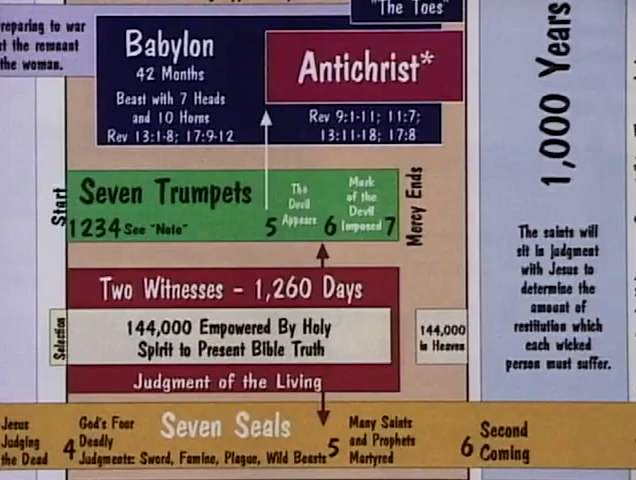 "The Toes"
reparing to war
the remnant
the woman.
Babylon
42 Months
Beast with 7 Heads
and 10 Horns
Rev 13:1-8; 17:9-12
Antichrist*
Rev 9:1-11; 11:7;
13:11-18; 17:8
Start
Seven Trumpets
1234 See "Note"
5
The
Devil
Appears
6
Mark
of the
Devil
Imposed
7
Mercy Ends
Two Witnesses - 1,260 Days
Selection
144,000 Empowered By Holy
Spirit to Present Bible Truth
144,000
in Heaven
Judgment of the Living
Jesus
Judging
the Dead
4
God's Four
Deadly
Judgments: Sword, Famine, Plague, Wild Beasts
Seven Seals
5
Many Saints
and Prophets
Martyred
6
Second
Coming
1,000 Years
The saints will
sit in judgment
with Jesus to
determine the
amount of
restitution which
each wicked
person must suffer.